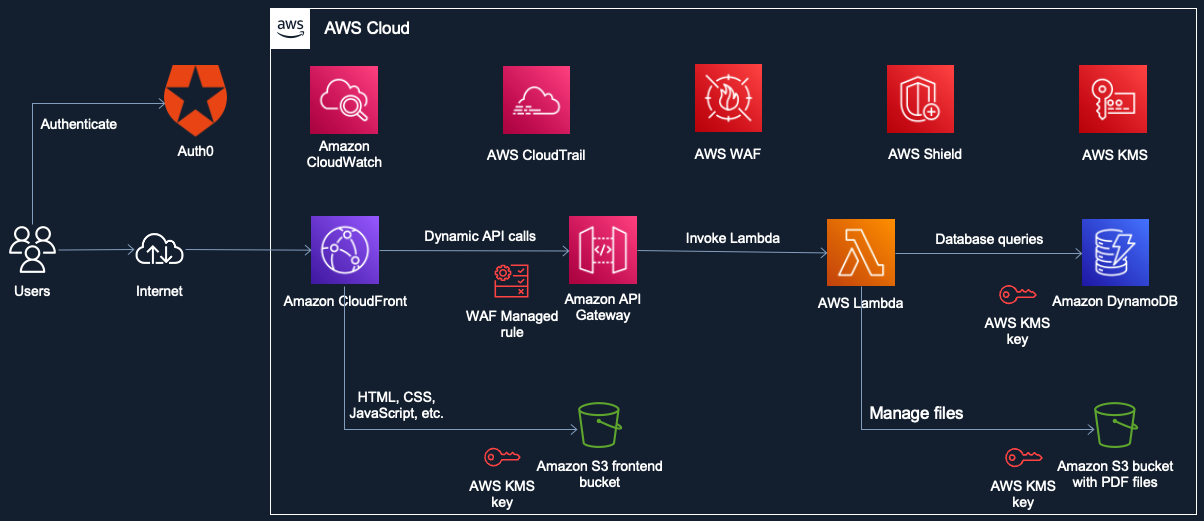 aws
AWS Cloud
Authenticate
Auth0
Amazon
CloudWatch
AWS CloudTrail
AWS WAF
AWS Shield
AWS KMS
Users
Internet
Amazon CloudFront
Dynamic API calls
WAF Managed
rule
Amazon API
Gateway
Invoke Lambda
AWS Lambda
Database queries
AWS KMS
key
Amazon DynamoDB
HTML, CSS,
JavaScript, etc.
AWS KMS
key
Amazon S3 frontend
bucket
Manage files
AWS KMS
key
Amazon S3 bucket
with PDF files